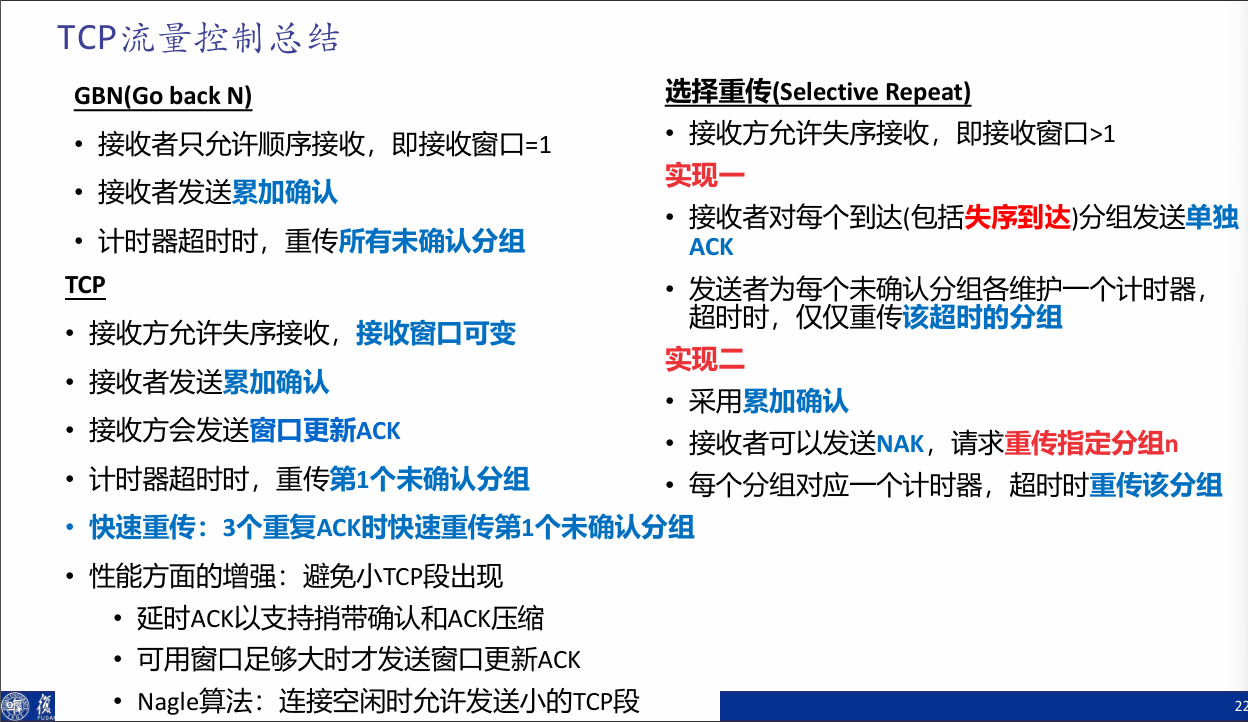 TCP流量控制总结
GBN(Go back N)
• 接收者只允许顺序接收，即接收窗口=1
• 接收者发送累加确认
• 计时器超时时，重传所有未确认分组
TCP
• 接收方允许失序接收，接收窗口可变
• 接收者发送累加确认
• 接收方会发送窗口更新ACK
• 计时器超时时，重传第1个未确认分组
• 快速重传：3个重复ACK时快速重传第1个未确认分组
• 性能方面的增强：避免小TCP段出现
• 延时ACK以支持捎带确认和ACK压缩
• 可用窗口足够大时才发送窗口更新ACK
• Nagle算法：连接空闲时允许发送小的TCP段
选择重传(Selective Repeat)
• 接收方允许失序接收，即接收窗口>1
实现一
• 接收者对每个到达(包括失序到达)分组发送单独
ACK
• 发送者为每个未确认分组各维护一个计时器，
超时时，仅仅重传该超时的分组
实现二
• 采用累加确认
• 接收者可以发送NAK，请求重传指定分组n
• 每个分组对应一个计时器，超时时重传该分组
復
22